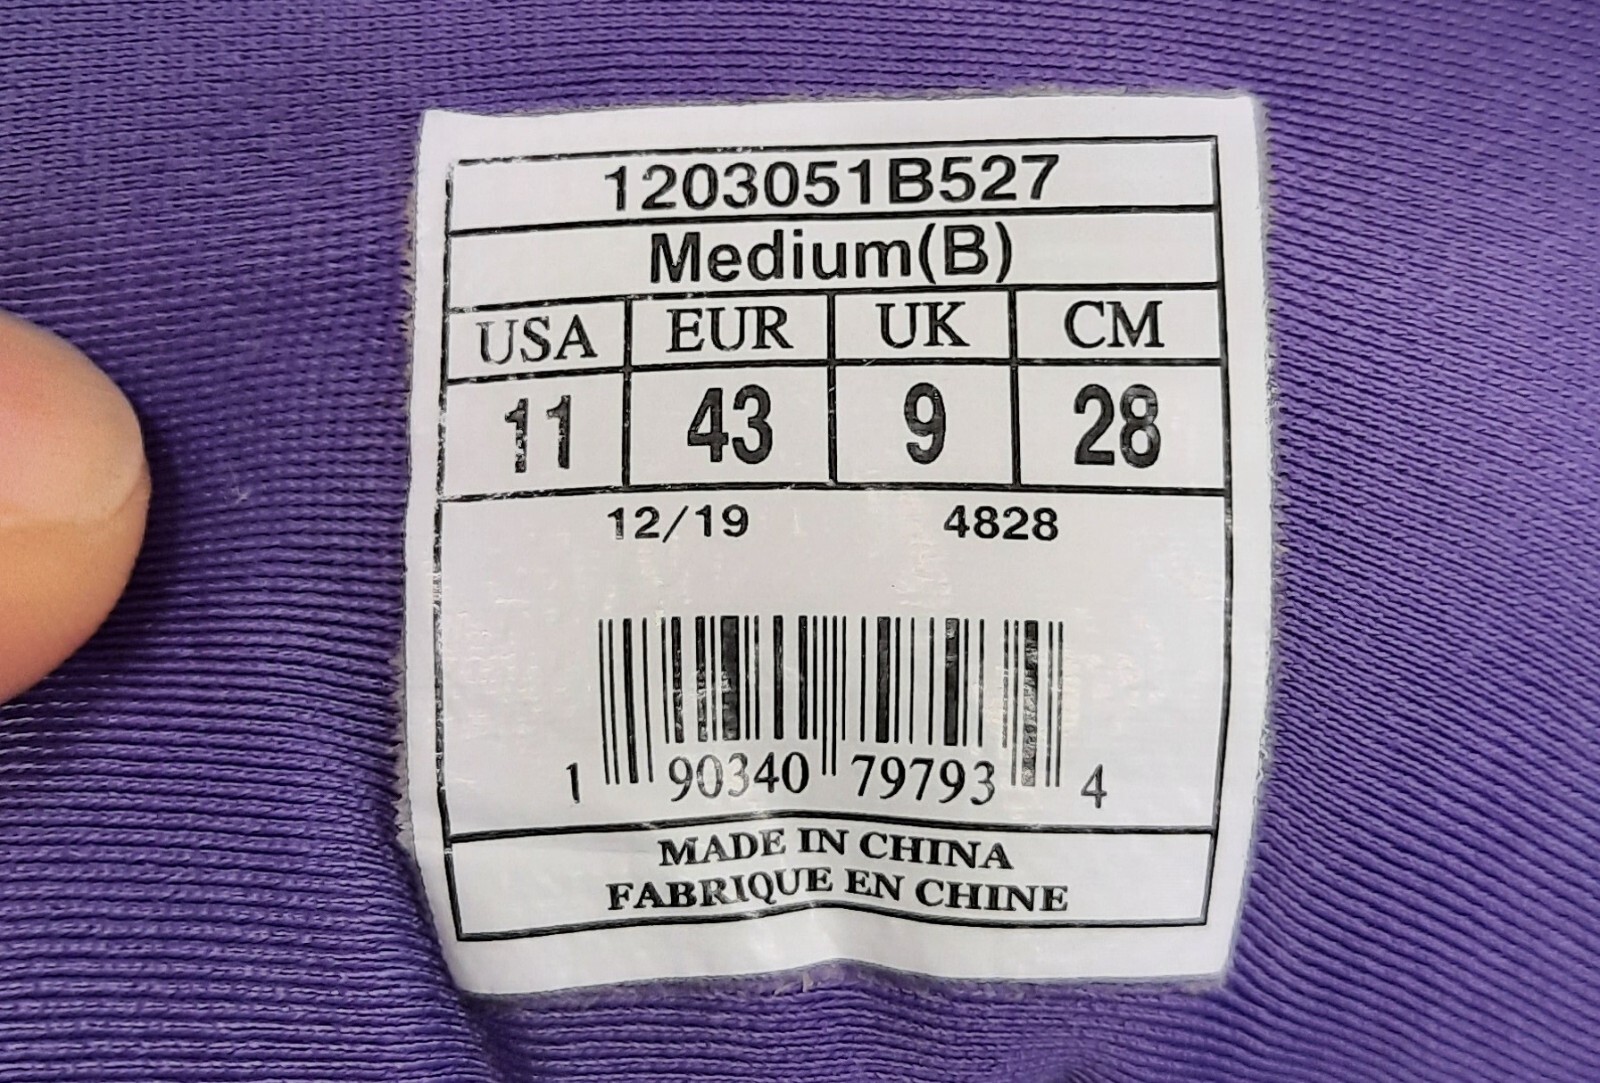 1203051B527
Medium(B)
USA EUR UK CM
11 43 9 28
12/19 4828
1 90340 79793 4
MADE IN CHINA
FABRIQUE EN CHINE